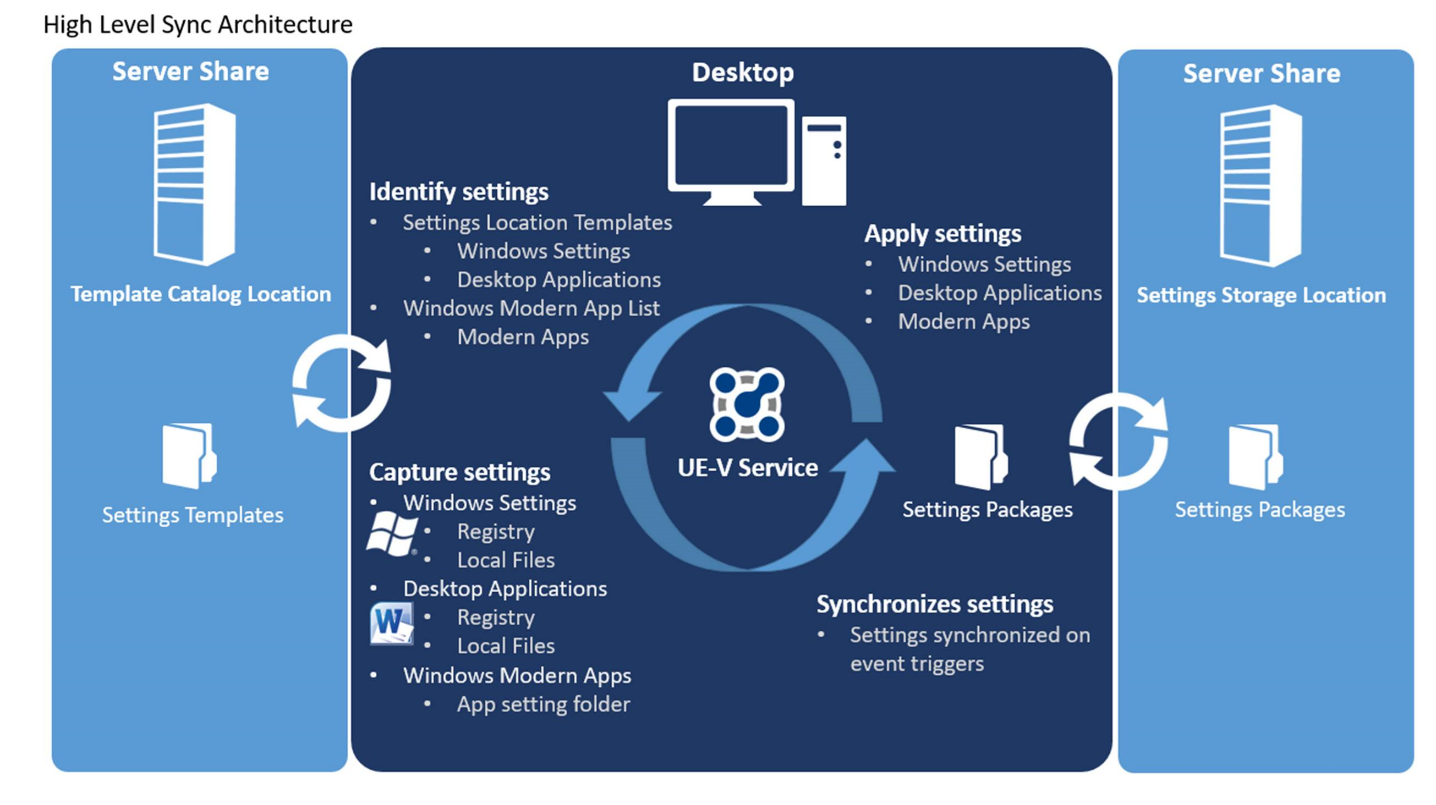 High Level Sync Architecture
Server Share
Template Catalog Location
Settings Templates
Desktop
Identify settings
• Settings Location Templates
• Windows Settings
• Desktop Applications
• Windows Modern App List
• Modern Apps
Capture settings
• Windows Settings
• Registry
• Local Files
• Desktop Applications
W
• Registry
• Local Files
• Windows Modern Apps
• App setting folder
UE-V Service
Apply settings
• Windows Settings
• Desktop Applications
• Modern Apps
Settings Packages
Synchronizes settings
• Settings synchronized on
event triggers
Server Share
Settings Storage Location
Settings Packages